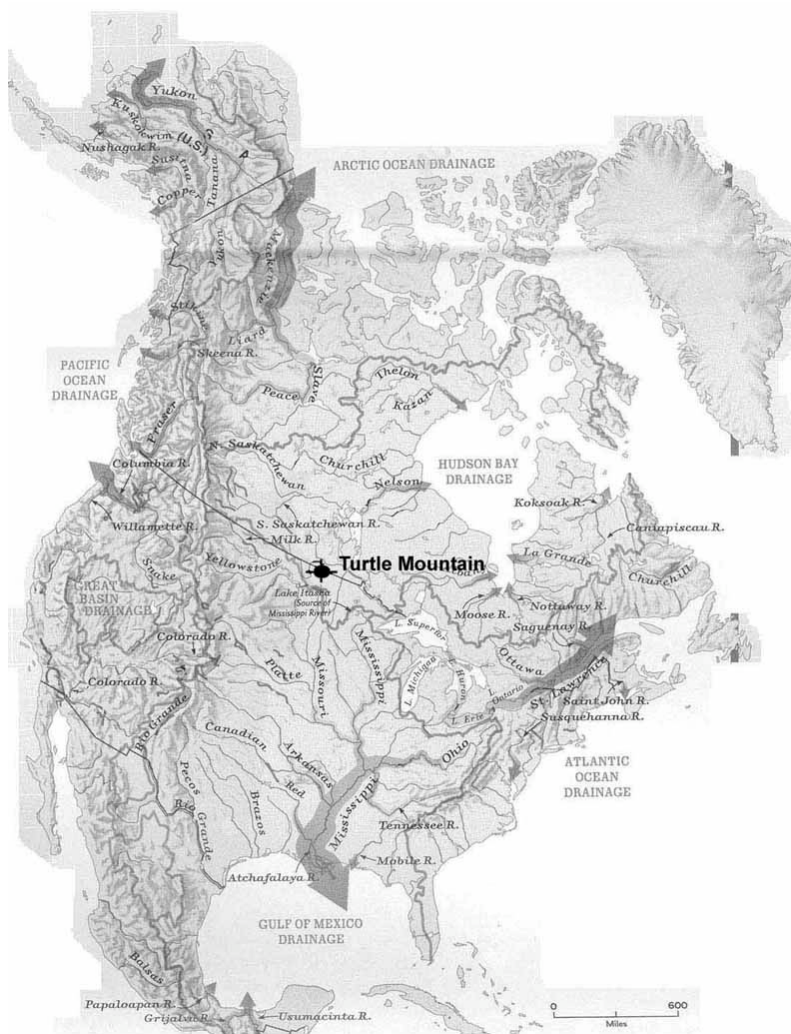 Yukon
Kuskokwim
(U.S.)
S
A
Nushagak R.
Susitna
Tanana
Copper
Yukon
ARCTIC OCEAN DRAINAGE
Mackenzie
Stikine
Liard
Skeena R.
PACIFIC
OCEAN
DRAINAGE
Peace
Slave
Thelon
Kazan
Fraser
N. Saskatchewan
Churchill
HUDSON BAY
DRAINAGE
Nelson
Columbia R.
Koksoak R.
Caniapiscau R.
Willamette R.
S. Saskatchewan R.
Milk R.
La Grande
Yellowstone
Turtle Mountain
Snake
Churchill
GREAT
BASIN
DRAINAGE
Lake Itaska
(Source of
Mississippi River)
Moose R.
Nottaway R.
Saguenay R.
L. Superior
Colorado R.
Platte
Missouri
Mississippi
L. Michigan
L. Huron
Ottawa
L. Ontario
St. Lawrence
Colorado R.
Saint John R.
L. Erie
Susquehanna R.
Rio Grande
Canadian
Arkansas
Ohio
ATLANTIC
OCEAN
DRAINAGE
Red
Pecos
Rio Grande
Brazos
Mississippi
Tennessee R.
Mobile R.
Atchafalaya R.
GULF OF MEXICO
DRAINAGE
Balsas
Papaloapan R.
Grijalva R.
Usumacinta R.
0 600
Miles